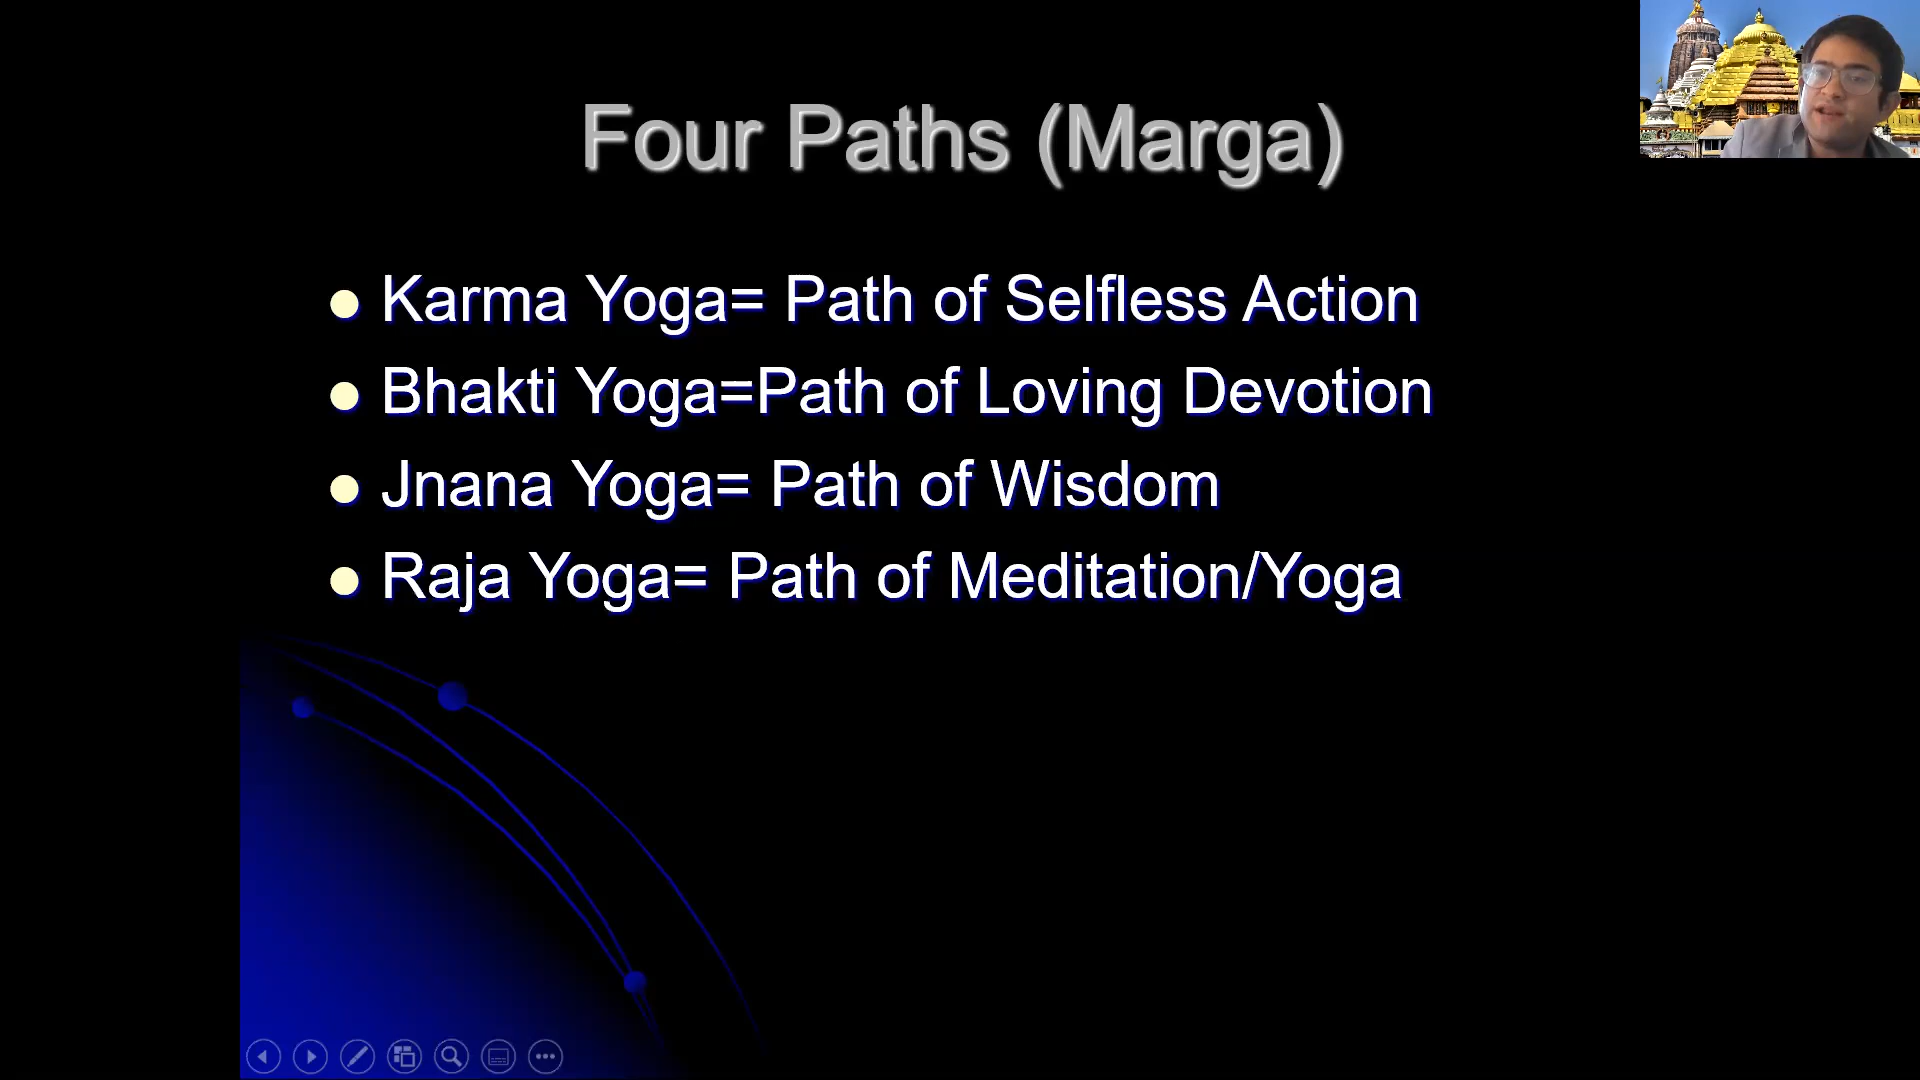 Four Paths (Marga)
Karma Yoga= Path of Selfless Action
Bhakti Yoga=Path of Loving Devotion
Jnana Yoga= Path of Wisdom
Raja Yoga= Path of Meditation/Yoga